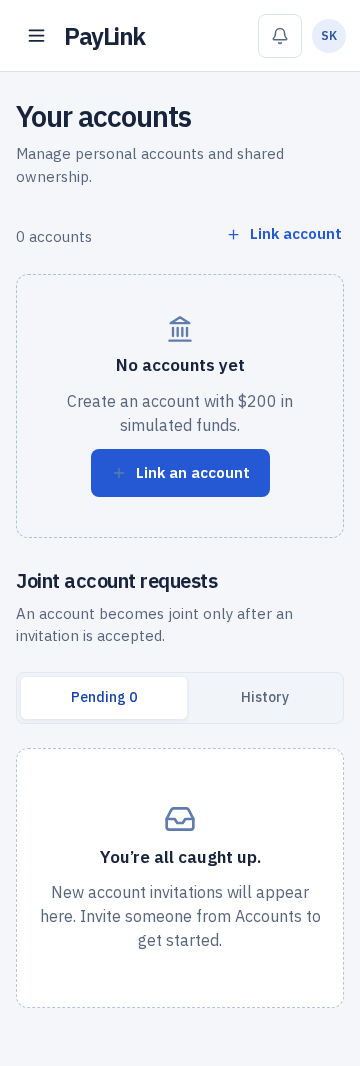 PayLink
SK
Your accounts
Manage personal accounts and shared
ownership.
0 accounts
+ Link account
No accounts yet
Create an account with $200 in
simulated funds.
+ Link an account
Joint account requests
An account becomes joint only after an
invitation is accepted.
Pending 0
History
You’re all caught up.
New account invitations will appear
here. Invite someone from Accounts to
get started.